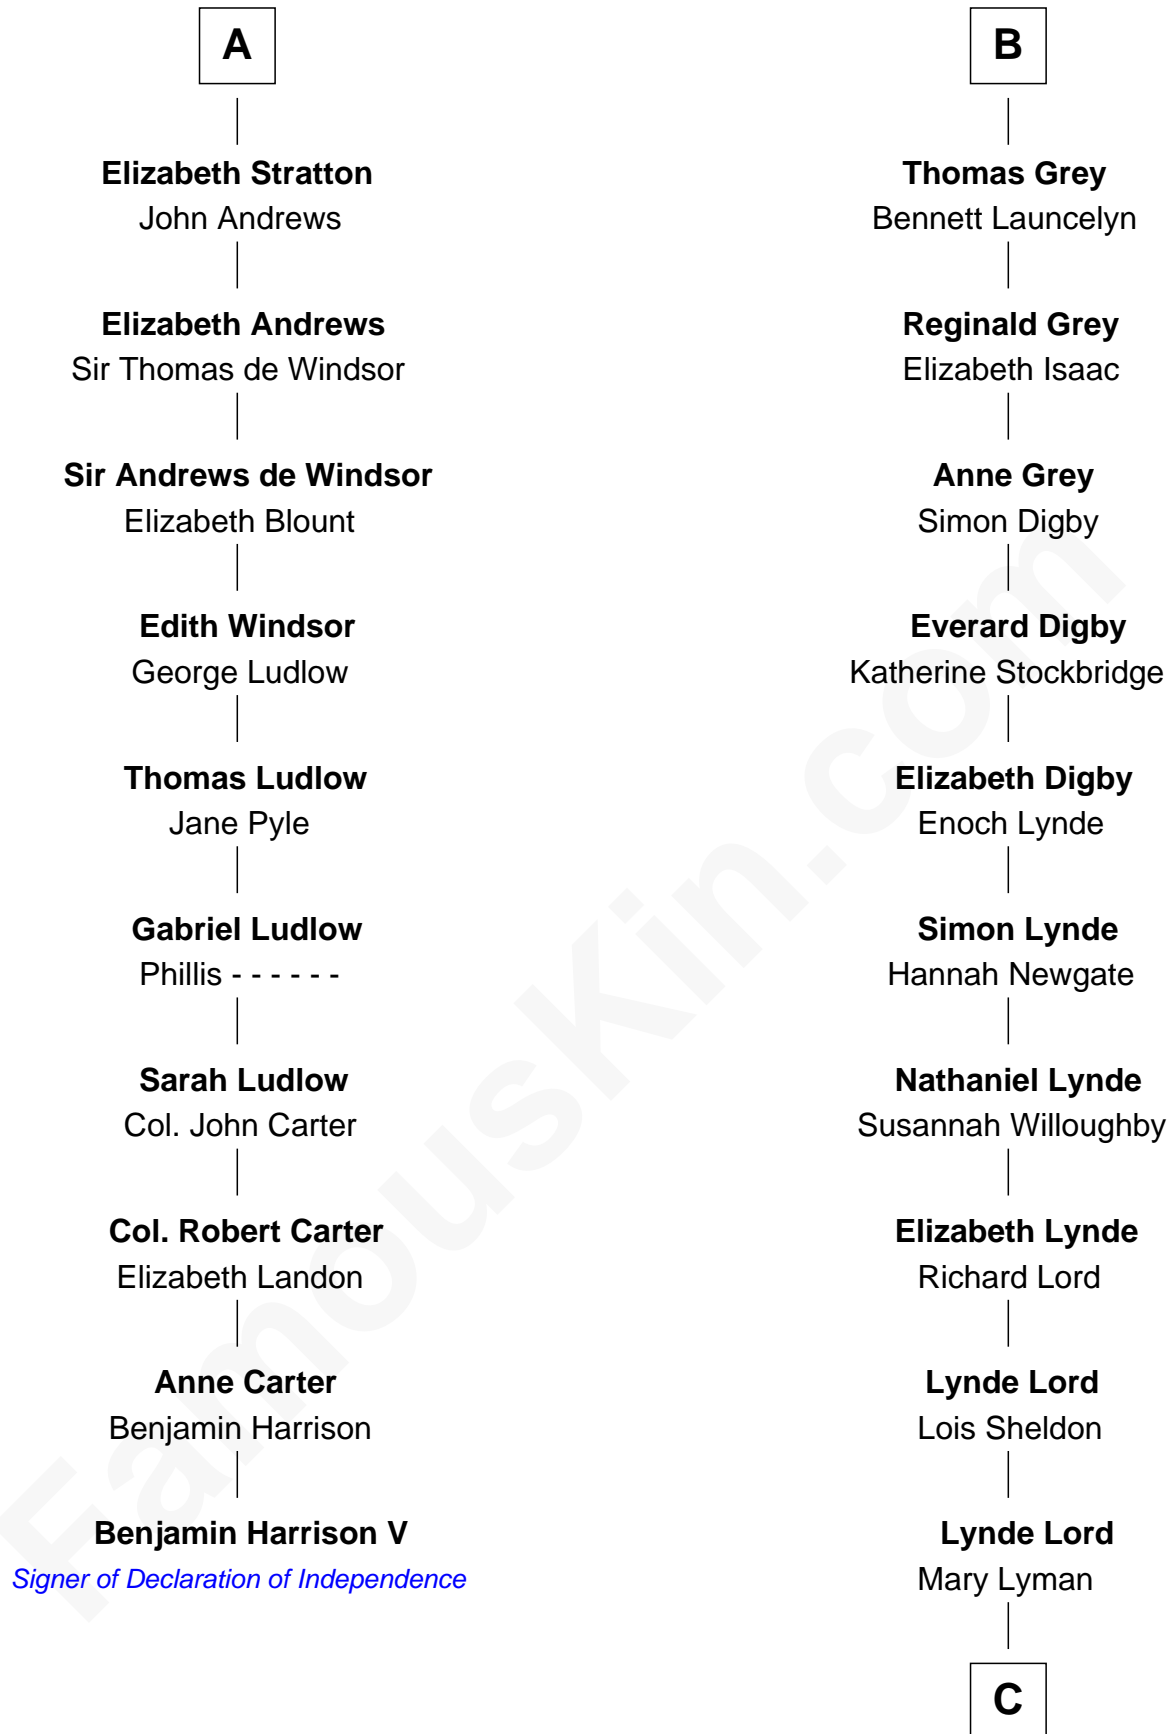 A
Elizabeth Stratton
John Andrews
Elizabeth Andrews
Sir Thomas de Windsor
Sir Andrews de Windsor
Elizabeth Blount
Edith Windsor
George Ludlow
Thomas Ludlow
Jane Pyle
Gabriel Ludlow
Phillis - - - - - -
Sarah Ludlow
Col. John Carter
Col. Robert Carter
Elizabeth Landon
Anne Carter
Benjamin Harrison
Benjamin Harrison V
Signer of Declaration of Independence
B
Thomas Grey
Bennett Launcelyn
Reginald Grey
Elizabeth Isaac
Anne Grey
Simon Digby
Everard Digby
Katherine Stockbridge
Elizabeth Digby
Enoch Lynde
Simon Lynde
Hannah Newgate
Nathaniel Lynde
Susannah Willoughby
Elizabeth Lynde
Richard Lord
Lynde Lord
Lois Sheldon
Lynde Lord
Mary Lyman
C
FamousKin.com